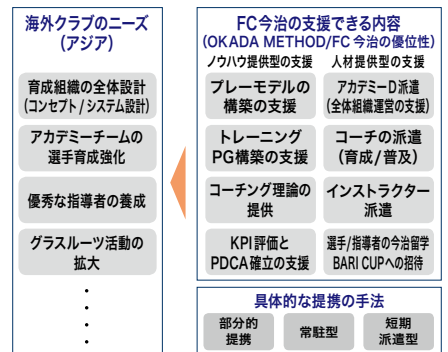 海外クラブのニーズ
(アジア)
育成組織の全体設計
(コンセプト/システム設計)
アカデミーチームの
選手育成強化
優秀な指導者の養成
グラスルーツ活動の
拡大
・
・
・
・
FC今治の支援できる内容
(OKADA METHOD/FC今治の優位性)
ノウハウ提供型の支援 人材提供型の支援
プレーモデルの
構築の支援
アカデミーD派遣
(全体組織運営の支援)
トレーニング
PG構築の支援
コーチの派遣
(育成/普及)
コーチング理論の
提供
インストラクター
派遣
KPI評価と
PDCA確立の支援
選手/指導者の今治留学
BARI CUPへの招待
具体的な提携の手法
部分的
提携
常駐型
短期
派遣型